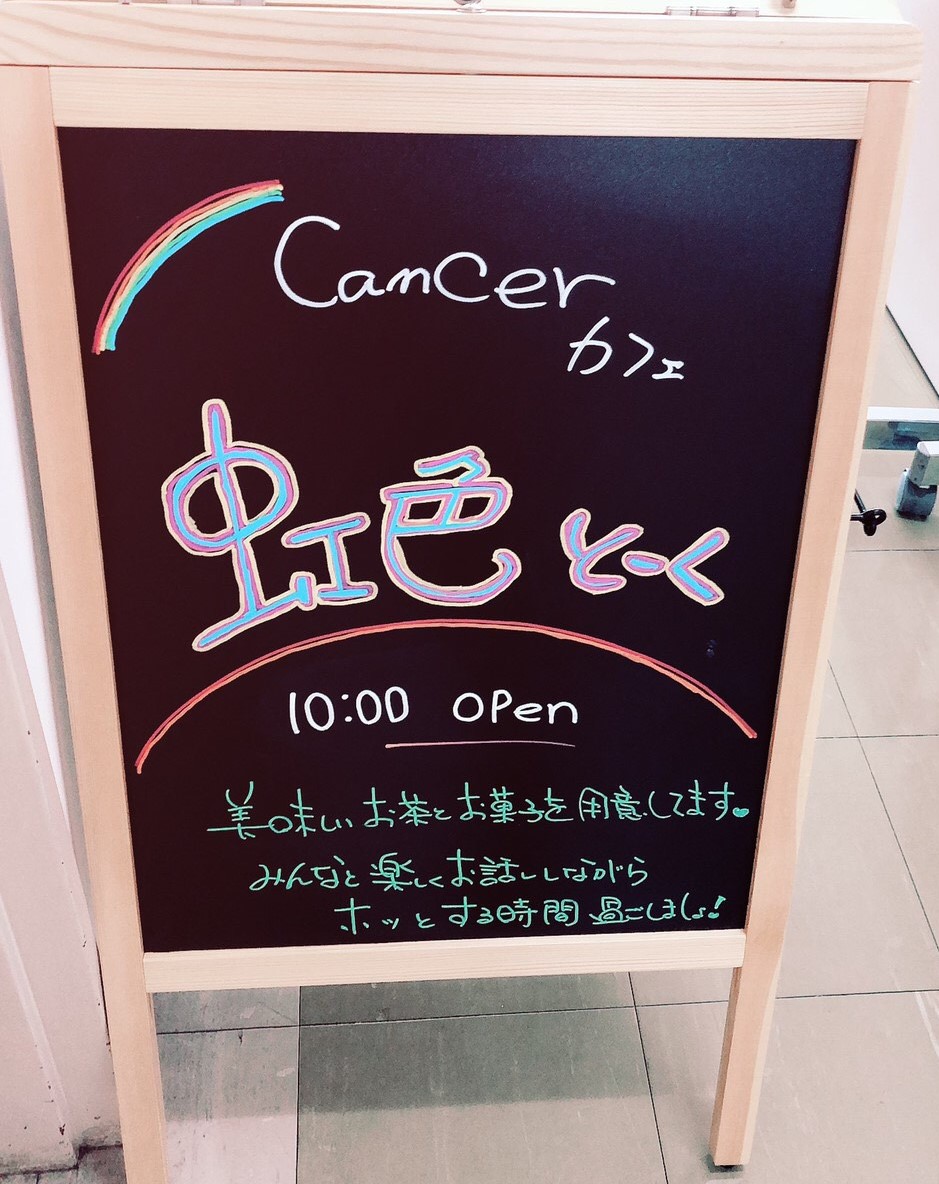 Cancer
カフェ
虹色とーく
10:00 OPen
美味しいお茶とお菓子を用意してます。
みんなと楽しくお話ししながら
ホッとする時間過ごしましょ!